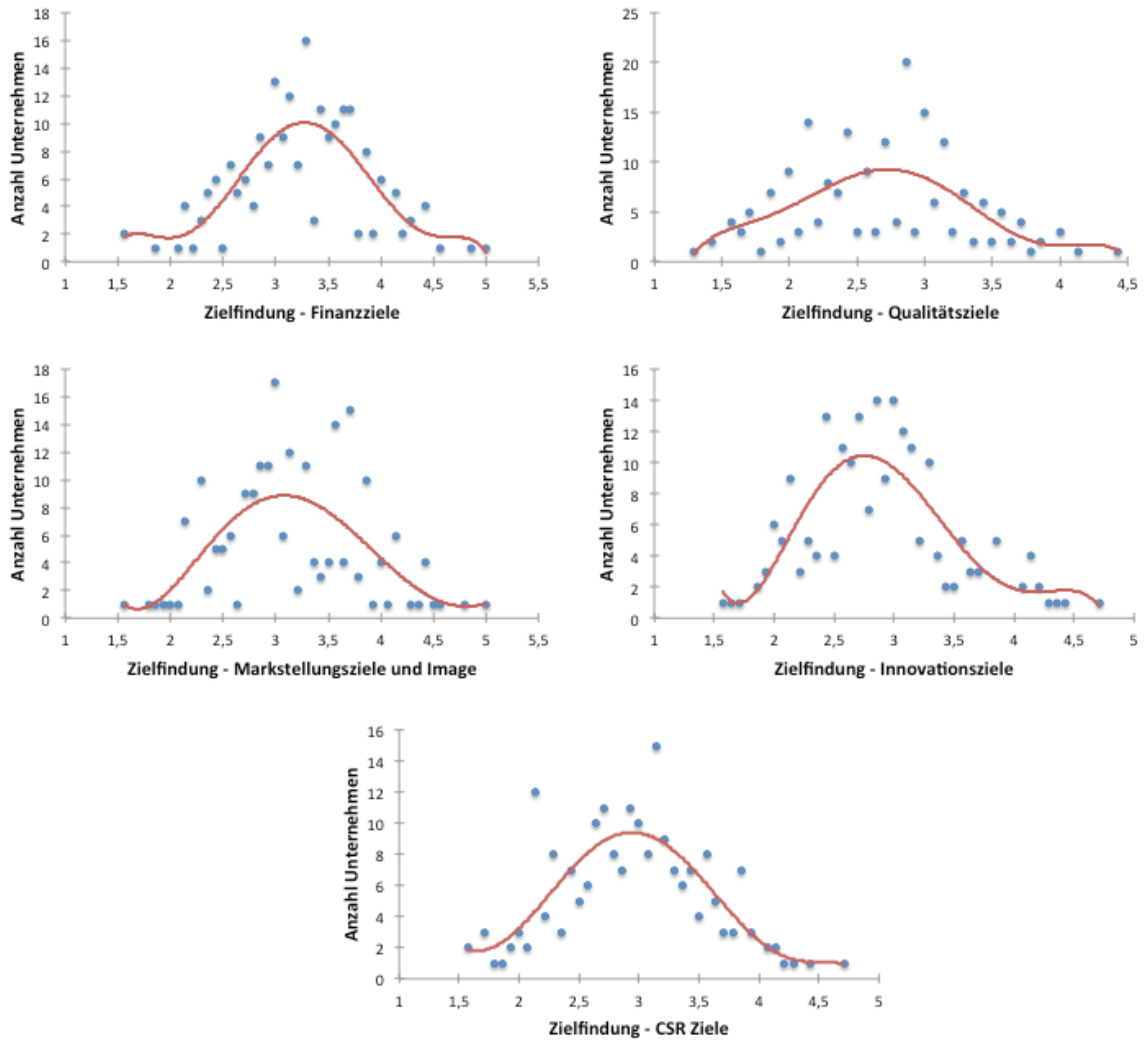 18
16
14
12
10
8
6
4
2
0
Anzahl Unternehmen
1 1,5 2 2,5 3 3,5 4 4,5 5 5,5
Zielfindung - Finanzziele
25
20
15
10
5
0
Anzahl Unternehmen
1 1,5 2 2,5 3 3,5 4 4,5
Zielfindung - Qualitätsziele
18
16
14
12
10
8
6
4
2
0
Anzahl Unternehmen
1 1,5 2 2,5 3 3,5 4 4,5 5 5,5
Zielfindung - Markstellungsziele und Image
16
14
12
10
8
6
4
2
0
Anzahl Unternehmen
1 1,5 2 2,5 3 3,5 4 4,5 5
Zielfindung - Innovationsziele
16
14
12
10
8
6
4
2
0
Anzahl Unternehmen
1 1,5 2 2,5 3 3,5 4 4,5 5
Zielfindung - CSR Ziele